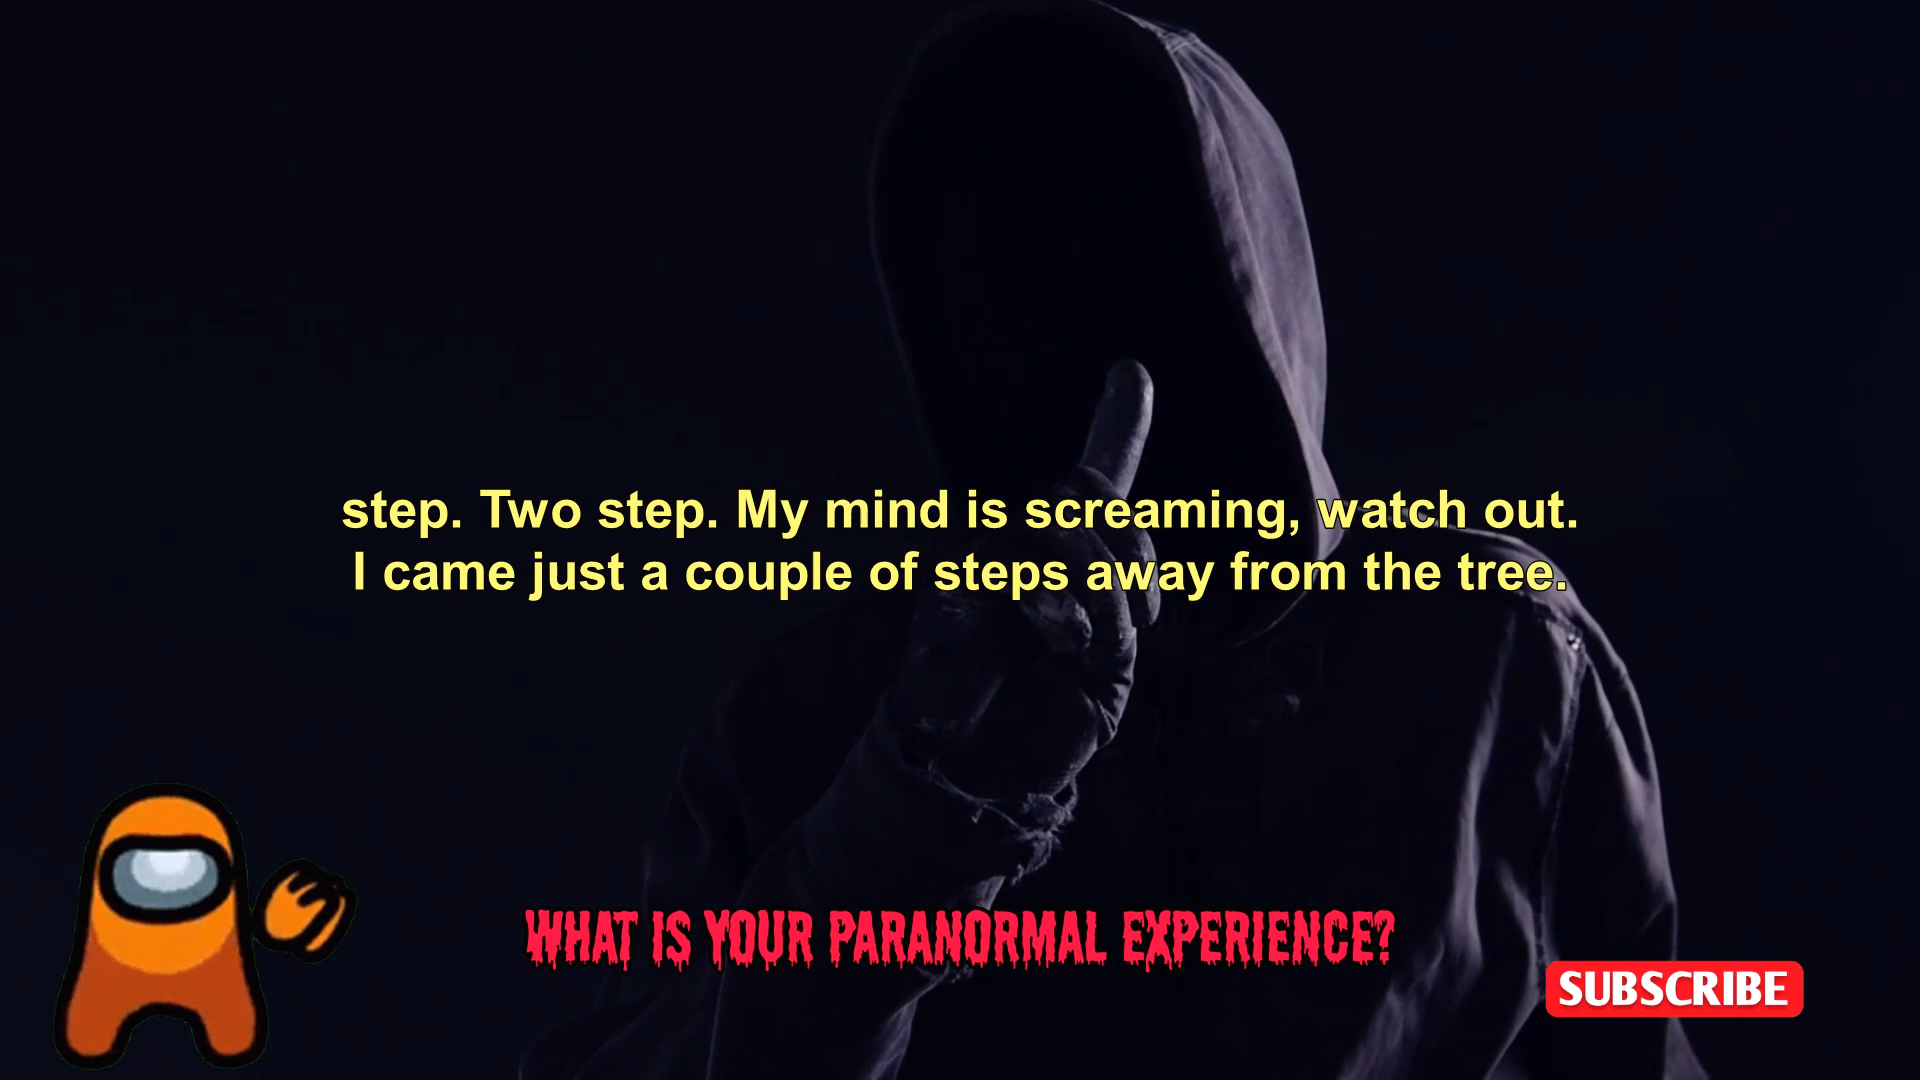 step. Two step. My mind is screaming, watch out.
I came just a couple of steps away from the tree.
WHAT IS YOUR PARANORMAL EXPERIENCE?
SUBSCRIBE